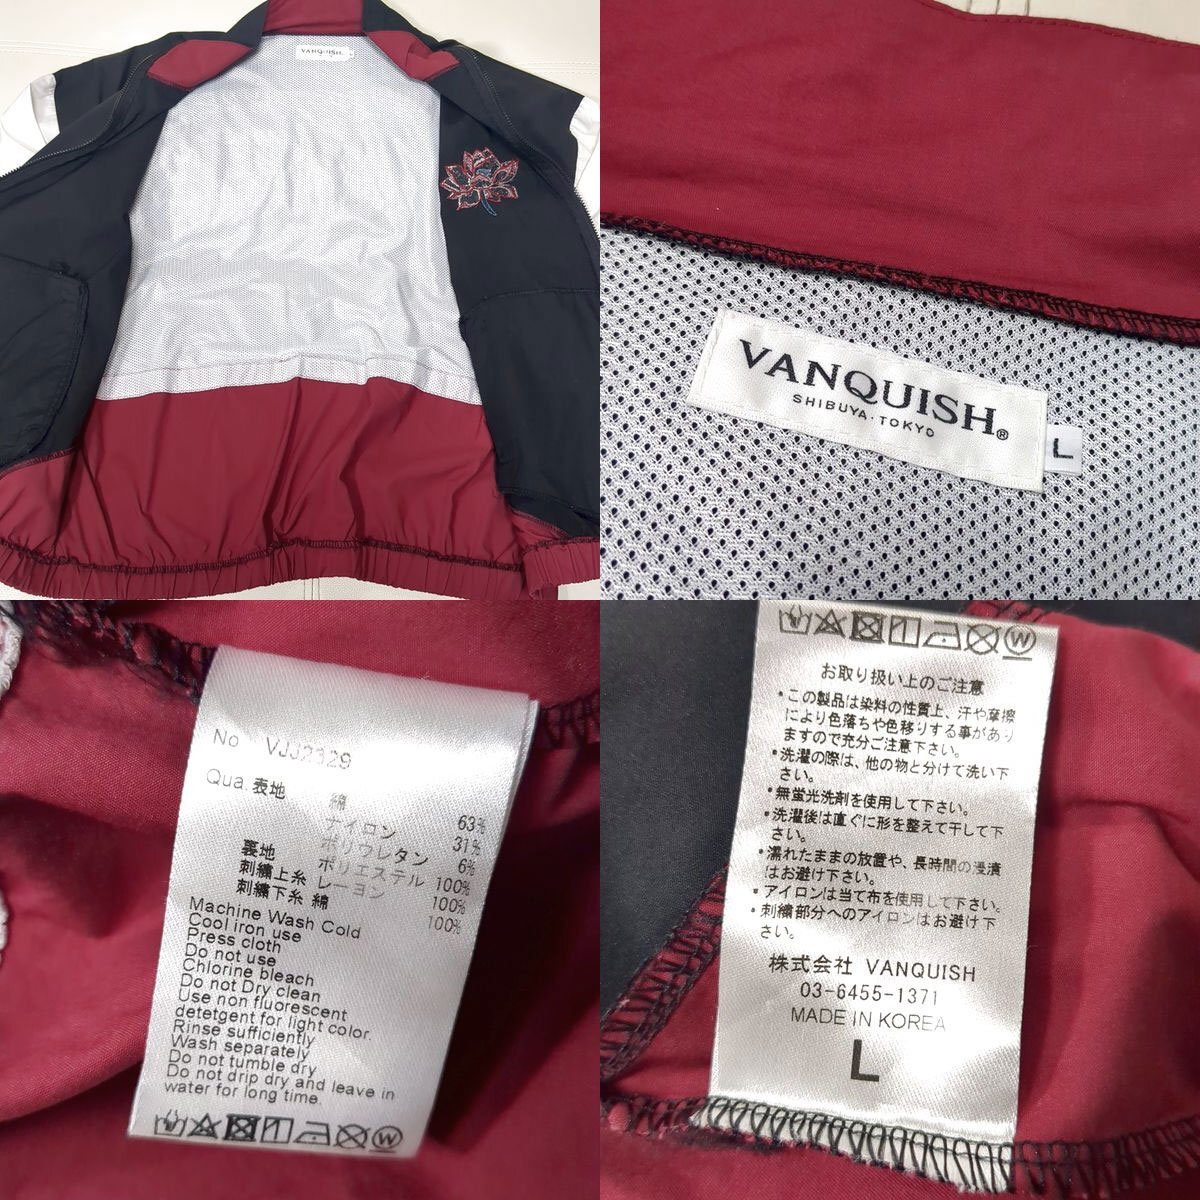 VANQUISH
VANQUISH®
SHIBUYA・TOKYO
L
No VJJ2329
Qua.表地 綿 63%
ナイロン 31%
ポリウレタン 6%
裏地 ポリエステル 100%
刺繍上糸 レーヨン 100%
刺繍下糸 綿 100%
Machine Wash Cold
Cool iron use
Press cloth
Do not use
Chlorine bleach
Do not Dry clean
Use non fluorescent
detetgent for light color.
Rinse sufficiently
Wash separately
Do not tumble dry
Do not drip dry and leave in
water for long time.
W
W
お取り扱い上のご注意
・この製品は染料の性質上、汗や摩擦
により色落ちや色移りする事があり
ますので充分ご注意下さい。
・洗濯の際は、他の物と分けて洗い下
さい。
・無蛍光洗剤を使用して下さい。
・洗濯後は直ぐに形を整えて干して下
さい。
・濡れたままの放置や、長時間の浸漬
はお避け下さい。
・アイロンは当て布を使用して下さい。
・刺繍部分へのアイロンはお避け下
さい。
株式会社 VANQUISH
03-6455-1371
MADE IN KOREA
L